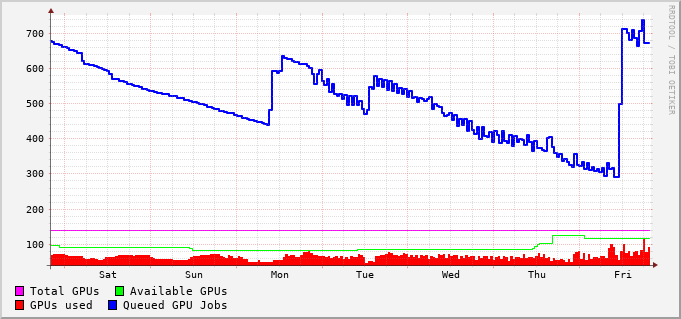 700
600
500
400
300
200
100
Sat Sun Mon Tue Wed Thu Fri
Total GPUs Available GPUs
GPUs used Queued GPU Jobs
RRDTOOL / TOBI OETIKER